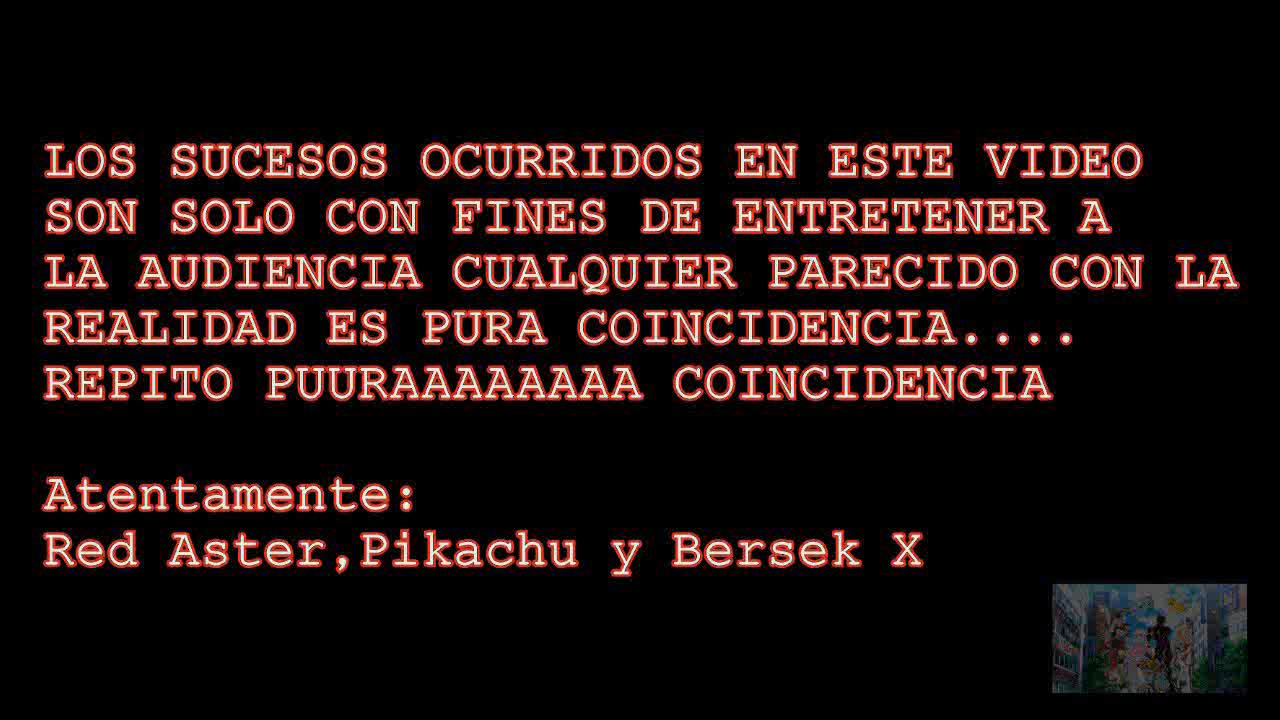 LOS SUCESOS OCURRIDOS EN ESTE VIDEO
SON SOLO CON FINES DE ENTRETENER A
LA AUDIENCIA CUALQUIER PARECIDO CON LA
REALIDAD ES PURA COINCIDENCIA....
REPITO PUURAAAAAAAA COINCIDENCIA
Atentamente:
Red Aster,Pikachu y Bersek X